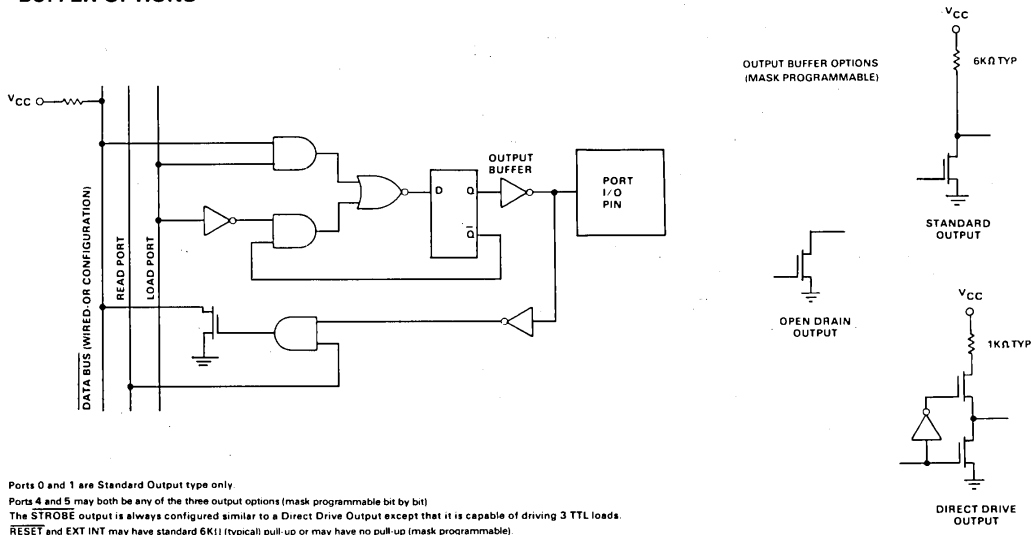 BUFFER OPTIONS
VCC
DATA BUS (WIRED-OR CONFIGURATION)
READ PORT
LOAD PORT
D
Q
Q
OUTPUT
BUFFER
PORT
I/O
PIN
OUTPUT BUFFER OPTIONS
(MASK PROGRAMMABLE)
VCC
6KΩ TYP
STANDARD
OUTPUT
OPEN DRAIN
OUTPUT
VCC
1KΩ TYP
DIRECT DRIVE
OUTPUT
Ports 0 and 1 are Standard Output type only.
Ports 4 and 5 may both be any of the three output options (mask programmable bit by bit)
The STROBE output is always configured similar to a Direct Drive Output except that it is capable of driving 3 TTL loads.
RESET and EXT INT may have standard 6KΩ (typical) pull-up or may have no pull-up (mask programmable).